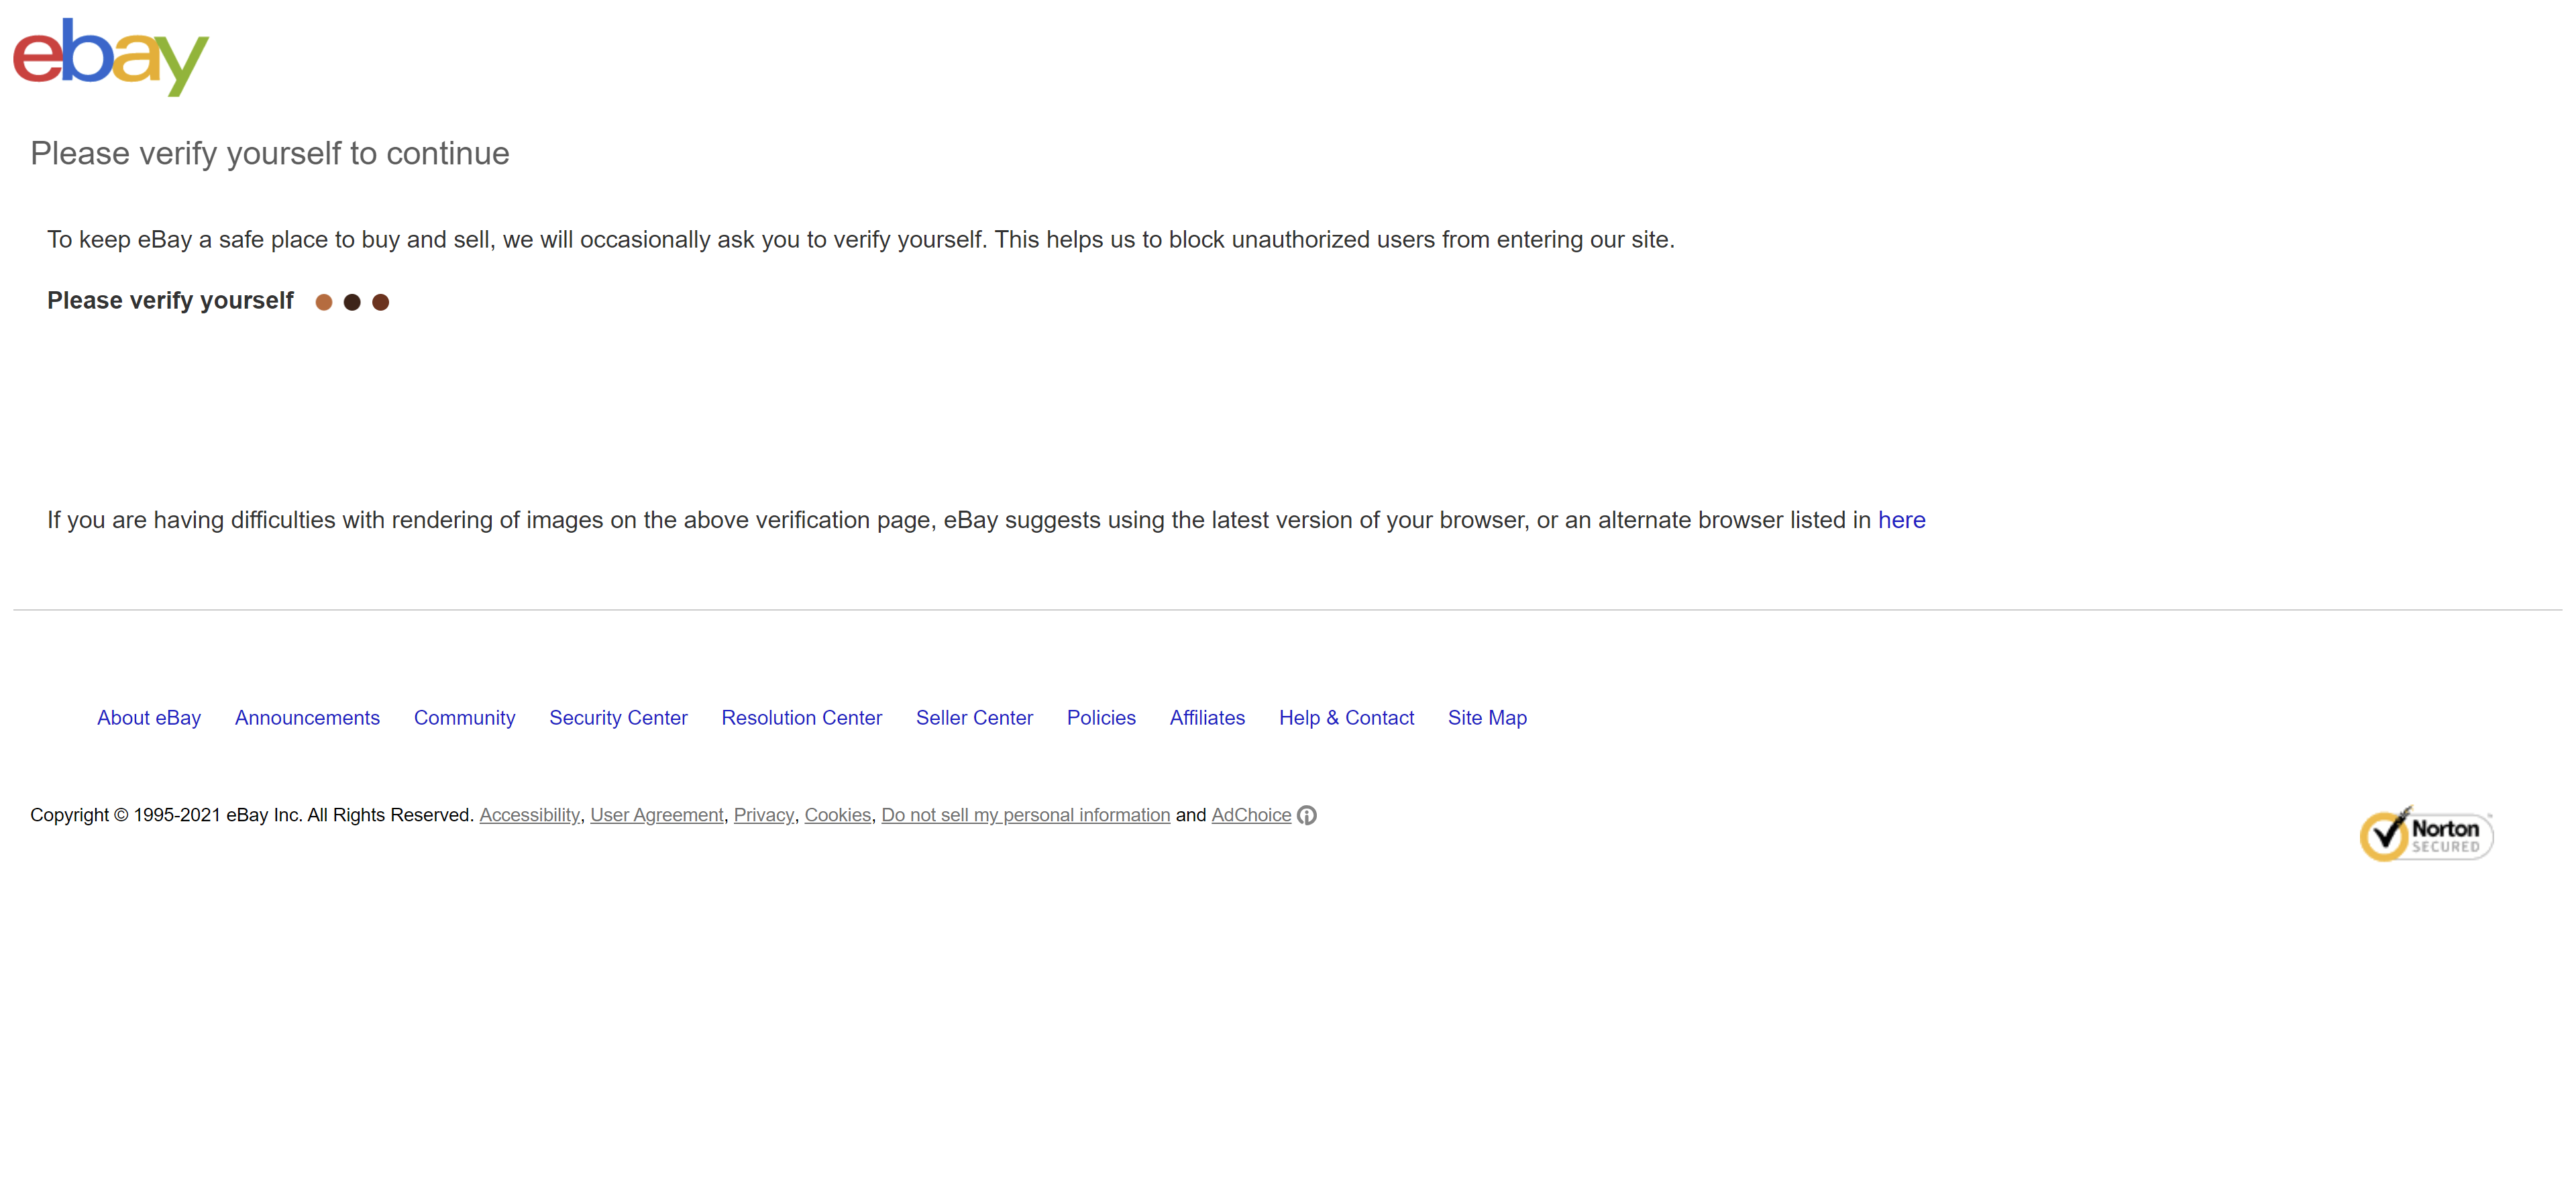 ebay
Please verify yourself to continue
To keep eBay a safe place to buy and sell, we will occasionally ask you to verify yourself. This helps us to block unauthorized users from entering our site.
Please verify yourself
If you are having difficulties with rendering of images on the above verification page, eBay suggests using the latest version of your browser, or an alternate browser listed in here
About eBay Announcements Community Security Center Resolution Center Seller Center Policies Affiliates Help & Contact Site Map
Copyright © 1995-2021 eBay Inc. All Rights Reserved. Accessibility, User Agreement, Privacy, Cookies, Do not sell my personal information and AdChoice
Norton
SECURED